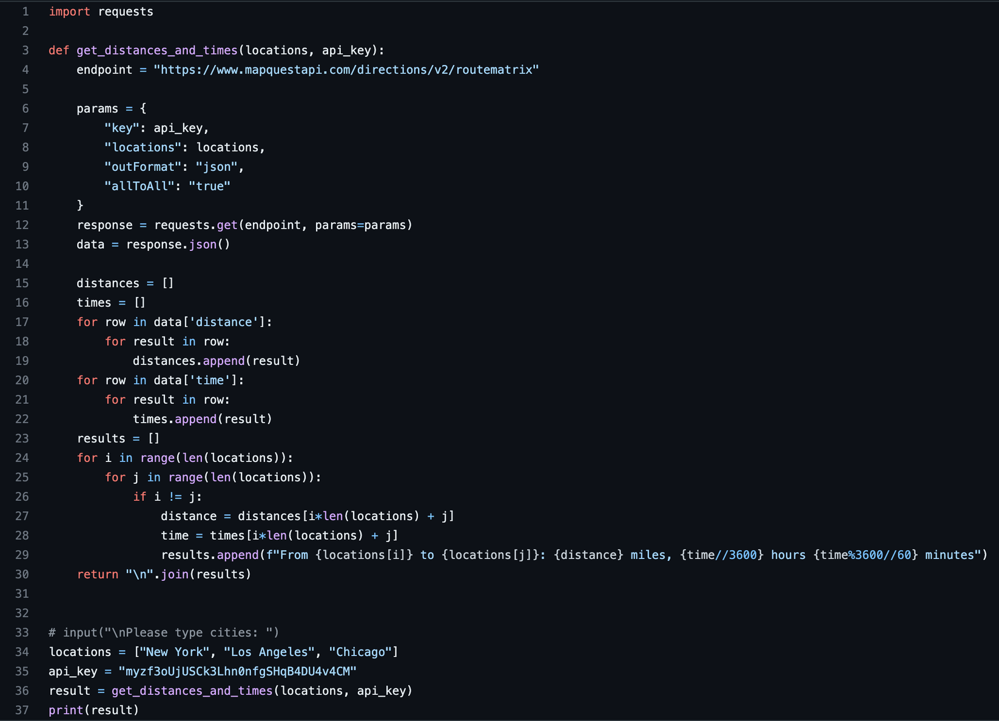 1 import requests
2
3 def get_distances_and_times(locations, api_key):
4     endpoint = "https://www.mapquestapi.com/directions/v2/routematrix"
5
6     params = {
7         "key": api_key,
8         "locations": locations,
9         "outFormat": "json",
10         "allToAll": "true"
11     }
12     response = requests.get(endpoint, params=params)
13     data = response.json()
14
15     distances = []
16     times = []
17     for row in data['distance']:
18         for result in row:
19             distances.append(result)
20     for row in data['time']:
21         for result in row:
22             times.append(result)
23     results = []
24     for i in range(len(locations)):
25         for j in range(len(locations)):
26             if i != j:
27                 distance = distances[i*len(locations) + j]
28                 time = times[i*len(locations) + j]
29                 results.append(f"From {locations[i]} to {locations[j]}: {distance} miles, {time//3600} hours {time%3600//60} minutes")
30     return "\n".join(results)
31
32
33 # input("\nPlease type cities: ")
34 locations = ["New York", "Los Angeles", "Chicago"]
35 api_key = "myzf3oUjUSCk3Lhn0nfgSHqB4DU4v4CM"
36 result = get_distances_and_times(locations, api_key)
37 print(result)